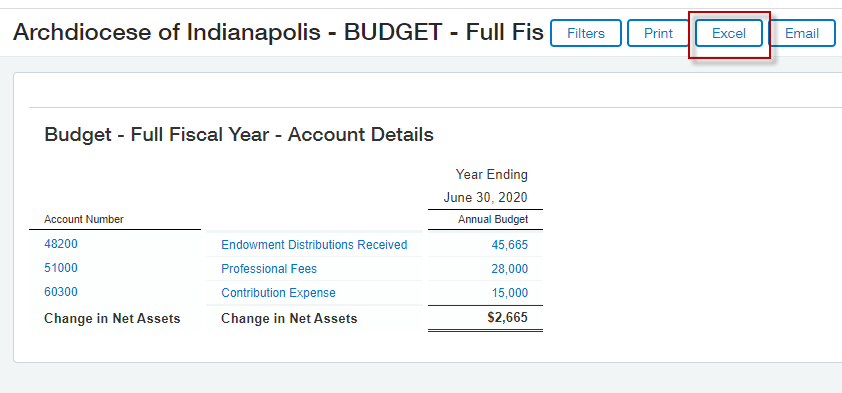 Archdiocese of Indianapolis - BUDGET - Full Fis Filters Print Excel Email
Budget - Full Fiscal Year - Account Details
Year Ending
June 30, 2020
Account Number Annual Budget
48200 Endowment Distributions Received 45,665
51000 Professional Fees 28,000
60300 Contribution Expense 15,000
Change in Net Assets Change in Net Assets $2,665